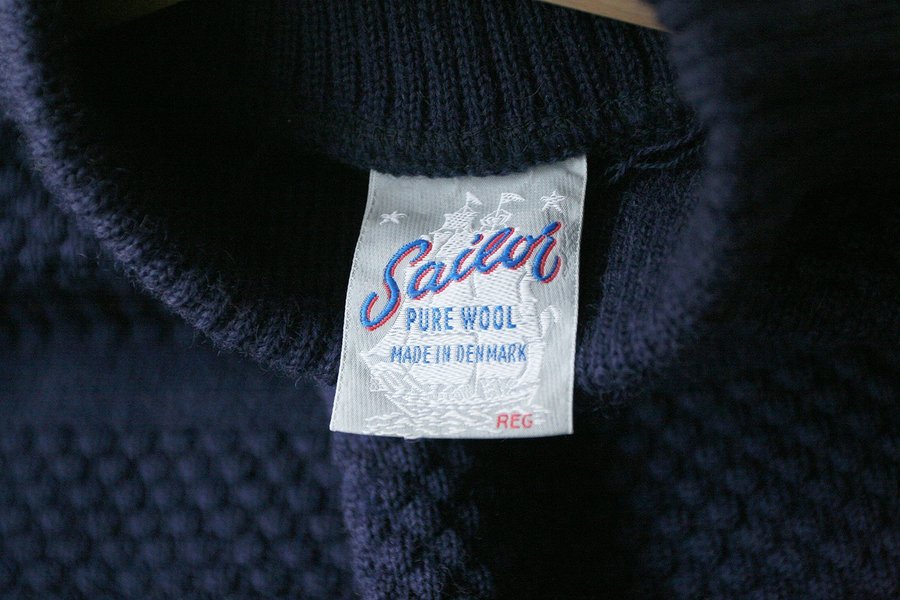 Sailor
PURE WOOL
MADE IN DENMARK
REG